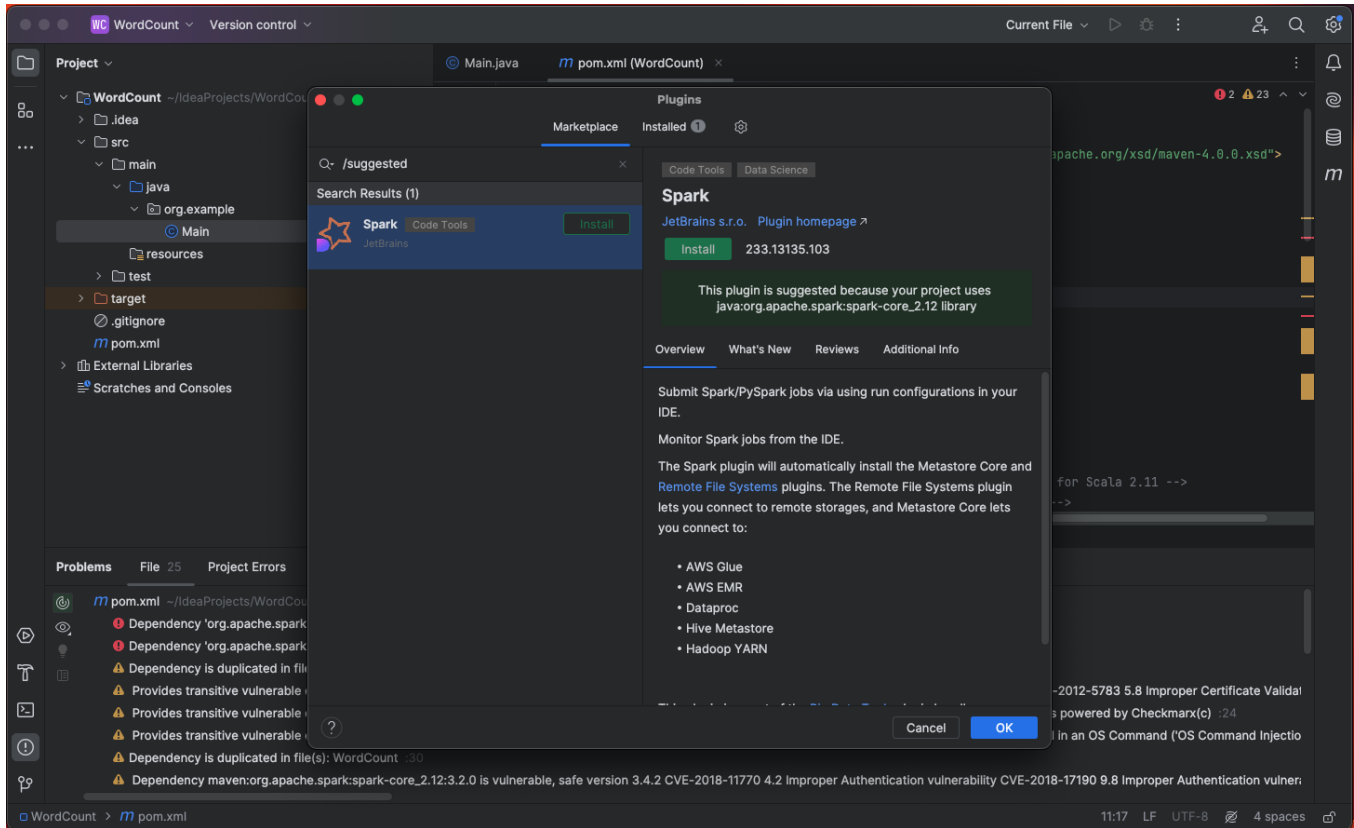 WC WordCount Version control Current File
Project
Main.java
m pom.xml (WordCount)
WordCount ~/IdeaProjects/WordCou
.idea
src
main
java
org.example
Main
resources
test
target
.gitignore
m pom.xml
External Libraries
Scratches and Consoles
2 23
apache.org/xsd/maven-4.0.0.xsd">
m
for Scala 2.11 -->
-->
Plugins
Marketplace Installed 1
/suggested
Search Results (1)
Spark Code Tools Install
JetBrains
Code Tools Data Science
Spark
JetBrains s.r.o. Plugin homepage ↗
Install 233.13135.103
This plugin is suggested because your project uses
java:org.apache.spark:spark-core_2.12 library
Overview What's New Reviews Additional Info
Submit Spark/PySpark jobs via using run configurations in your
IDE.
Monitor Spark jobs from the IDE.
The Spark plugin will automatically install the Metastore Core and
Remote File Systems plugins. The Remote File Systems plugin
lets you connect to remote storages, and Metastore Core lets
you connect to:
• AWS Glue
• AWS EMR
• Dataproc
• Hive Metastore
• Hadoop YARN
? Cancel OK
Problems File 25 Project Errors
m pom.xml ~/IdeaProjects/WordCou
Dependency 'org.apache.spark
Dependency 'org.apache.spark
Dependency is duplicated in file
Provides transitive vulnerable -2012-5783 5.8 Improper Certificate Validat
Provides transitive vulnerable s powered by Checkmarx(c) :24
Provides transitive vulnerable l in an OS Command ('OS Command Injectio
Dependency is duplicated in file(s): WordCount :30
Dependency maven:org.apache.spark:spark-core_2.12:3.2.0 is vulnerable, safe version 3.4.2 CVE-2018-11770 4.2 Improper Authentication vulnerability CVE-2018-17190 9.8 Improper Authentication vulnera
WordCount > m pom.xml 11:17 LF UTF-8 4 spaces